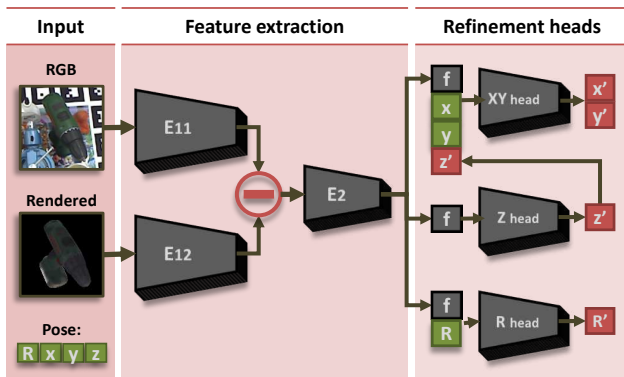 Input
Feature extraction
Refinement heads
RGB
Rendered
Pose:
R x y z
E11
E12
E2
f
x
y
z'
XY head
x'
y'
f
Z head
z'
f
R
R head
R'